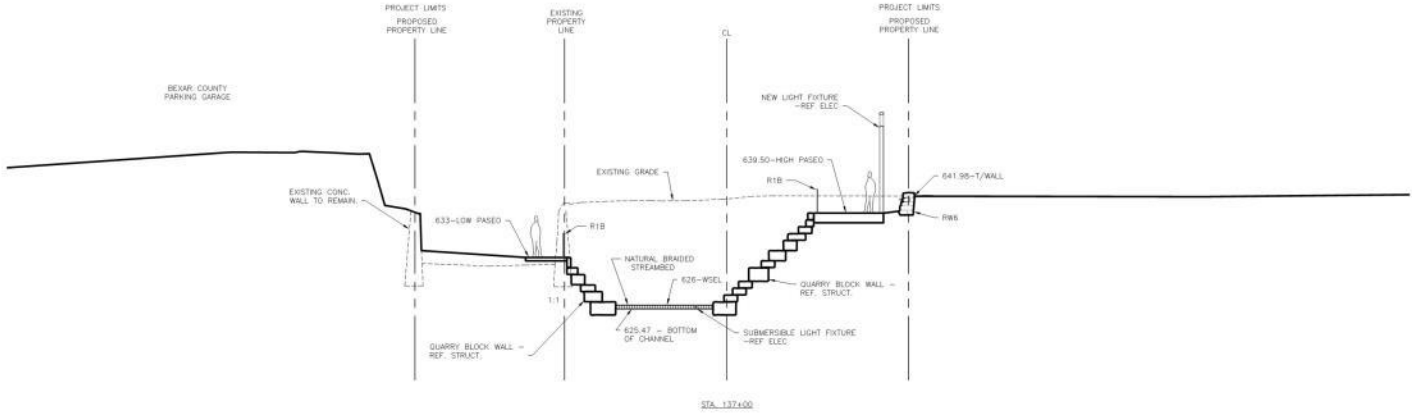 PROJECT LIMITS
PROPOSED
PROPERTY LINE
EXISTING
PROPERTY
LINE
CL
PROJECT LIMITS
PROPOSED
PROPERTY LINE
BEXAR COUNTY
PARKING GARAGE
NEW LIGHT FIXTURE
-REF ELEC
639.50-HIGH PASEO
EXISTING GRADE
R1B
641.98-T/WALL
EXISTING CONC.
WALL TO REMAIN.
633-LOW PASEO
R1B
RW6
NATURAL BRAIDED
STREAMBED
626-WSEL
QUARRY BLOCK WALL -
REF. STRUCT.
1:1
625.47 - BOTTOM
OF CHANNEL
SUBMERSIBLE LIGHT FIXTURE
-REF ELEC
QUARRY BLOCK WALL -
REF. STRUCT.
STA. 137+00